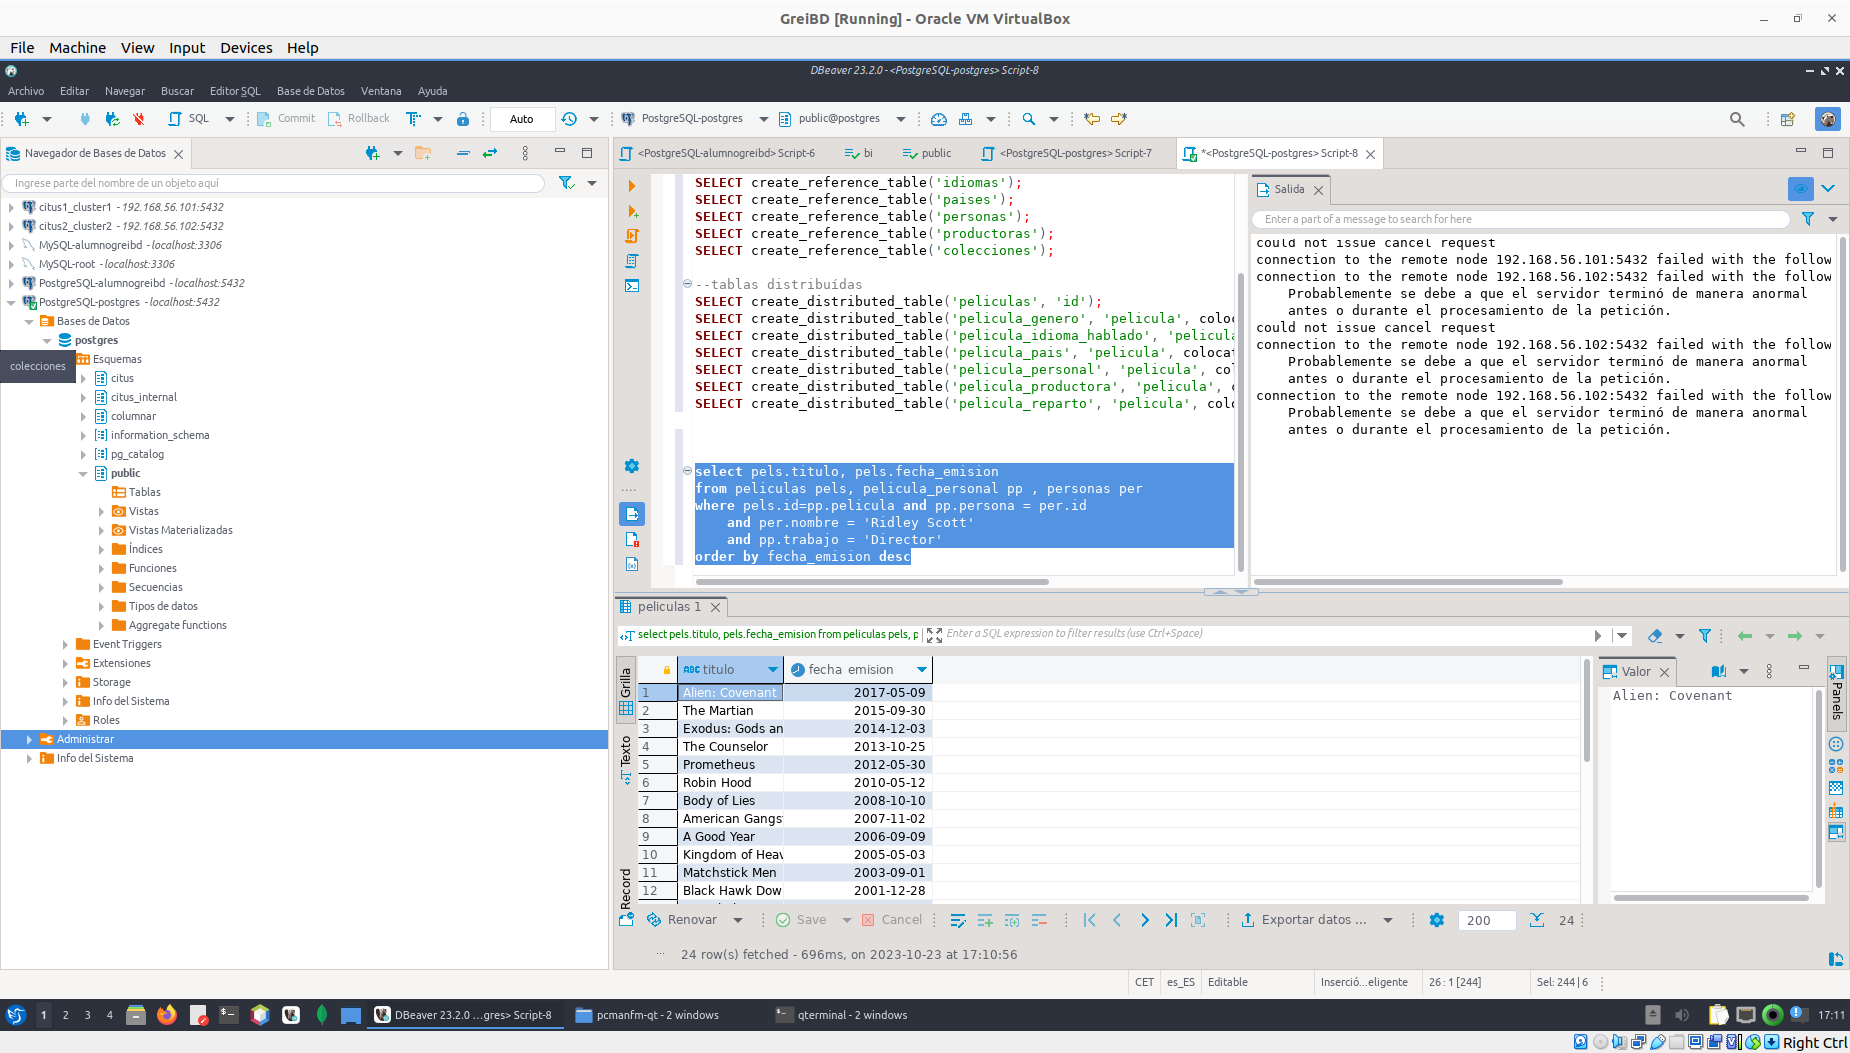 GreiBD [Running] - Oracle VM VirtualBox
File Machine View Input Devices Help
DBeaver 23.2.0 - <PostgreSQL-postgres> Script-8
Archivo Editar Navegar Buscar Editor SQL Base de Datos Ventana Ayuda
SQL Commit Rollback Auto PostgreSQL-postgres public@postgres
Navegador de Bases de Datos
Ingrese parte del nombre de un objeto aquí
citus1_cluster1 - 192.168.56.101:5432
citus2_cluster2 - 192.168.56.102:5432
MySQL-alumnogreibd - localhost:3306
MySQL-root - localhost:3306
PostgreSQL-alumnogreibd - localhost:5432
PostgreSQL-postgres - localhost:5432
Bases de Datos
postgres
Esquemas
colecciones
citus
citus_internal
columnar
information_schema
pg_catalog
public
Tablas
Vistas
Vistas Materializadas
Índices
Funciones
Secuencias
Tipos de datos
Aggregate functions
Event Triggers
Extensiones
Storage
Info del Sistema
Roles
Administrar
Info del Sistema
<PostgreSQL-alumnogreibd> Script-6 bi public <PostgreSQL-postgres> Script-7 *<PostgreSQL-postgres> Script-8
SELECT create_reference_table('idiomas');
SELECT create_reference_table('paises');
SELECT create_reference_table('personas');
SELECT create_reference_table('productoras');
SELECT create_reference_table('colecciones');
--tablas distribuídas
SELECT create_distributed_table('peliculas', 'id');
SELECT create_distributed_table('pelicula_genero', 'pelicula', coloc
SELECT create_distributed_table('pelicula_idioma_hablado', 'pelicula
SELECT create_distributed_table('pelicula_pais', 'pelicula', colocat
SELECT create_distributed_table('pelicula_personal', 'pelicula', col
SELECT create_distributed_table('pelicula_productora', 'pelicula', c
SELECT create_distributed_table('pelicula_reparto', 'pelicula', colo
select pels.titulo, pels.fecha_emision
from peliculas pels, pelicula_personal pp , personas per
where pels.id=pp.pelicula and pp.persona = per.id
and per.nombre = 'Ridley Scott'
and pp.trabajo = 'Director'
order by fecha_emision desc
Salida
Enter a part of a message to search for here
could not issue cancel request
connection to the remote node 192.168.56.101:5432 failed with the follow
connection to the remote node 192.168.56.102:5432 failed with the follow
Probablemente se debe a que el servidor terminó de manera anormal
antes o durante el procesamiento de la petición.
could not issue cancel request
connection to the remote node 192.168.56.102:5432 failed with the follow
Probablemente se debe a que el servidor terminó de manera anormal
antes o durante el procesamiento de la petición.
connection to the remote node 192.168.56.102:5432 failed with the follow
Probablemente se debe a que el servidor terminó de manera anormal
antes o durante el procesamiento de la petición.
peliculas 1
select pels.titulo, pels.fecha_emision from peliculas pels, p
Enter a SQL expression to filter results (use Ctrl+Space)
Grilla
Texto
Record
ABC titulo fecha_emision
1 Alien: Covenant 2017-05-09
2 The Martian 2015-09-30
3 Exodus: Gods an 2014-12-03
4 The Counselor 2013-10-25
5 Prometheus 2012-05-30
6 Robin Hood 2010-05-12
7 Body of Lies 2008-10-10
8 American Gangs 2007-11-02
9 A Good Year 2006-09-09
10 Kingdom of Heav 2005-05-03
11 Matchstick Men 2003-09-01
12 Black Hawk Dow 2001-12-28
Valor
Alien: Covenant
Panels
Renovar Save Cancel Exportar datos ... 200 24
24 row(s) fetched - 696ms, on 2023-10-23 at 17:10:56
CET es_ES Editable Inserció...eligente 26 : 1 [244] Sel: 244 | 6
1 2 3 4 DBeaver 23.2.0 ...gres> Script-8 pcmanfm-qt - 2 windows qterminal - 2 windows 17:11
Right Ctrl